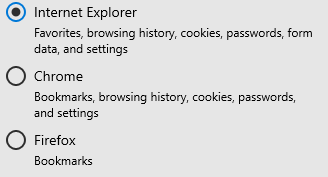 Internet Explorer
Favorites, browsing history, cookies, passwords, form
data, and settings
Chrome
Bookmarks, browsing history, cookies, passwords,
and settings
Firefox
Bookmarks